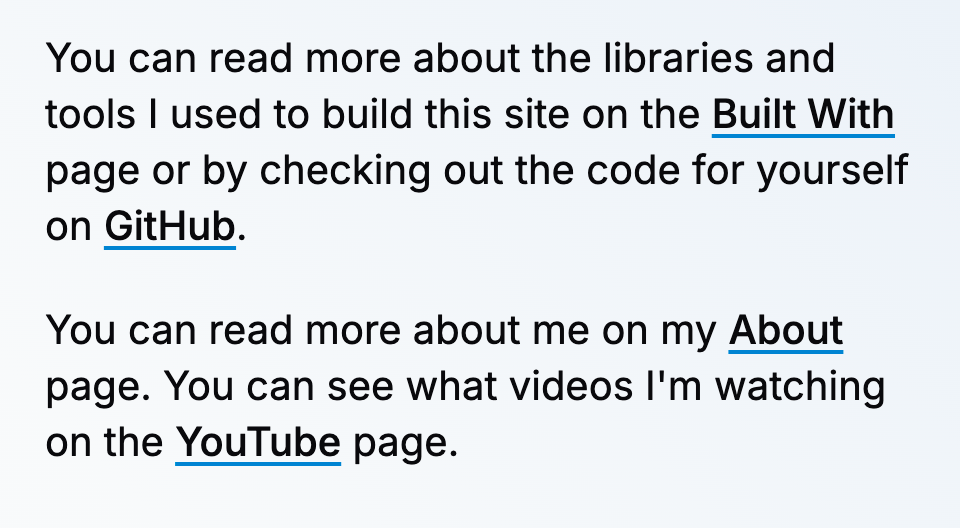 You can read more about the libraries and
tools I used to build this site on the Built With
page or by checking out the code for yourself
on GitHub.
You can read more about me on my About
page. You can see what videos I'm watching
on the YouTube page.